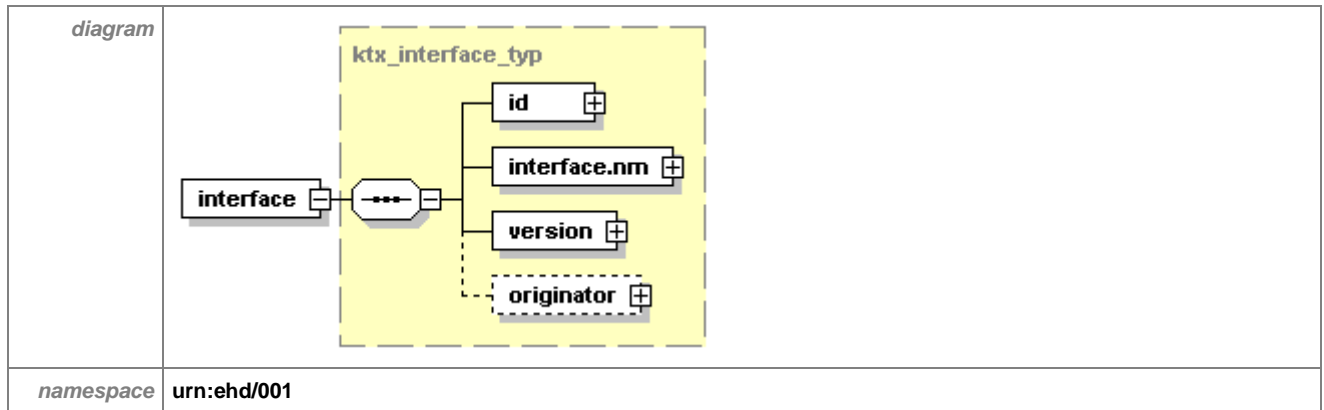 diagram
ktx_interface_typ
id
interface.nm
interface
version
originator
namespace urn:ehd/001